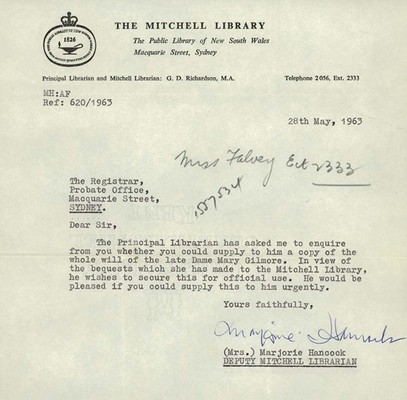 THE MITCHELL LIBRARY
The Public Library of New South Wales
Macquarie Street, Sydney
1826
Principal Librarian and Mitchell Librarian: G. D. Richardson, M.A.
Telephone 2056, Ext. 2333
MH:AF
Ref: 620/1963
28th May, 1963
Miss Falvey Ext 2333
The Registrar,
Probate Office,
Macquarie Street,
SYDNEY.
Dear Sir,
The Principal Librarian has asked me to enquire
from you whether you could supply to him a copy of the
whole will of the late Dame Mary Gilmore. In view of
the bequests which she has made to the Mitchell Library,
he wishes to secure this for official use. He would be
pleased if you could supply this to him urgently.
Yours faithfully,
Marjorie Hancock
(Mrs.) Marjorie Hancock
DEPUTY MITCHELL LIBRARIAN